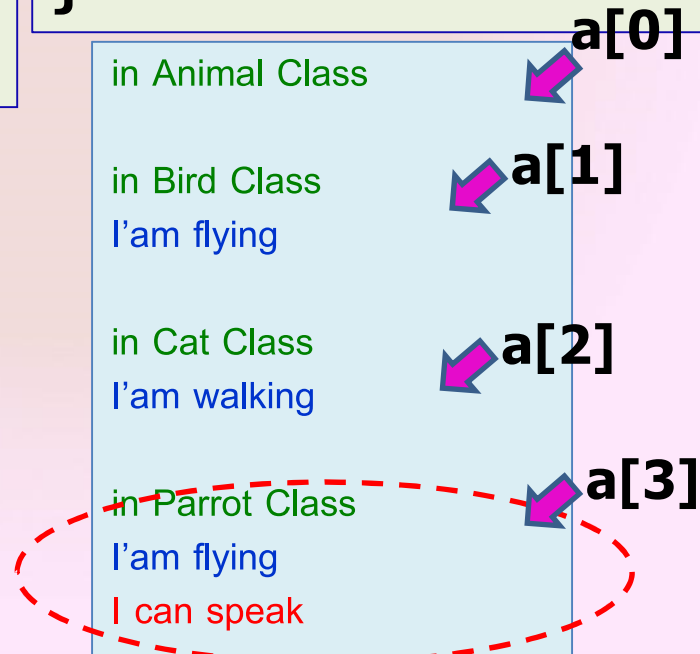 }
a[0]
in Animal Class
a[1]
in Bird Class
I'am flying
a[2]
in Cat Class
I'am walking
a[3]
in Parrot Class
I'am flying
I can speak